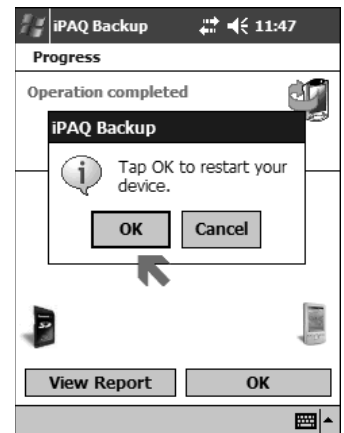 iPAQ Backup 11:47
Progress
Operation completed
iPAQ Backup
Tap OK to restart your
device.
OK Cancel
View Report OK